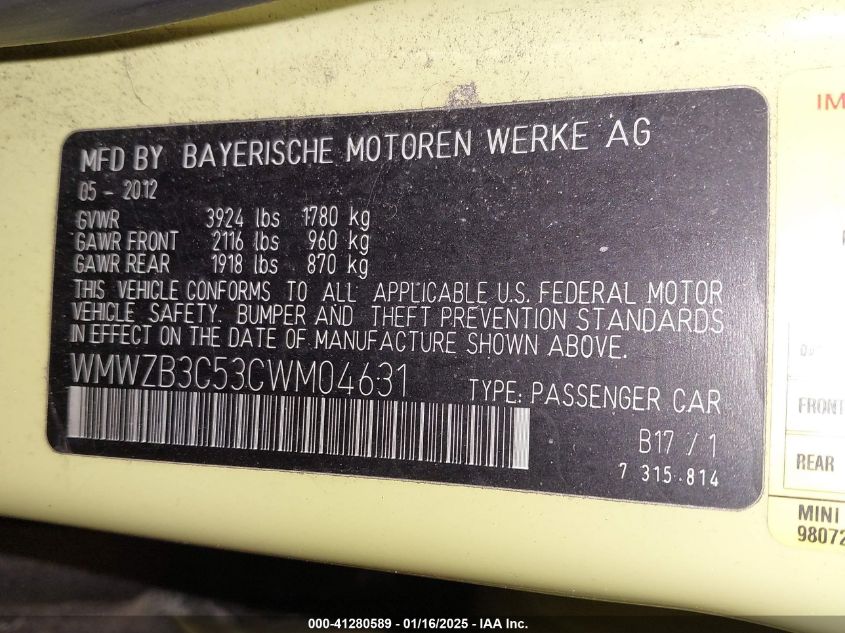 MFD BY BAYERISCHE MOTOREN WERKE AG
05 - 2012
GVWR 3924 lbs 1780 kg
GAWR FRONT 2116 lbs 960 kg
GAWR REAR 1918 lbs 870 kg
THIS VEHICLE CONFORMS TO ALL APPLICABLE U.S. FEDERAL MOTOR
VEHICLE SAFETY, BUMPER AND THEFT PREVENTION STANDARDS
IN EFFECT ON THE DATE OF MANUFACTURE SHOWN ABOVE.
WMWZB3C53CWM04631 TYPE: PASSENGER CAR
B17 / 1
7 315 814
IM
FRONT
REAR
MINI
98072
000-41280589 | 01/16/2025 | IAA Inc.